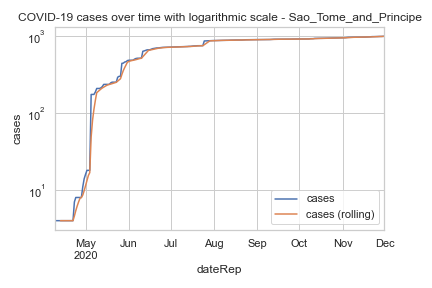 COVID-19 cases over time with logarithmic scale - Sao_Tome_and_Principe
10³
10²
10¹
cases
cases
cases (rolling)
May Jun Jul Aug Sep Oct Nov Dec
2020
dateRep